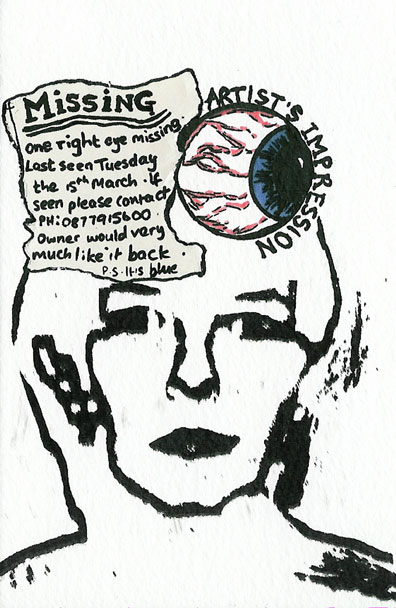 MiSSiNG
one right eye missing.
Last seen Tuesday
the 15th March. If
seen please contact
PH: 0877915600.
Owner would very
much like it back.
P.S. It is blue
ARTIST'S IMPRESSION